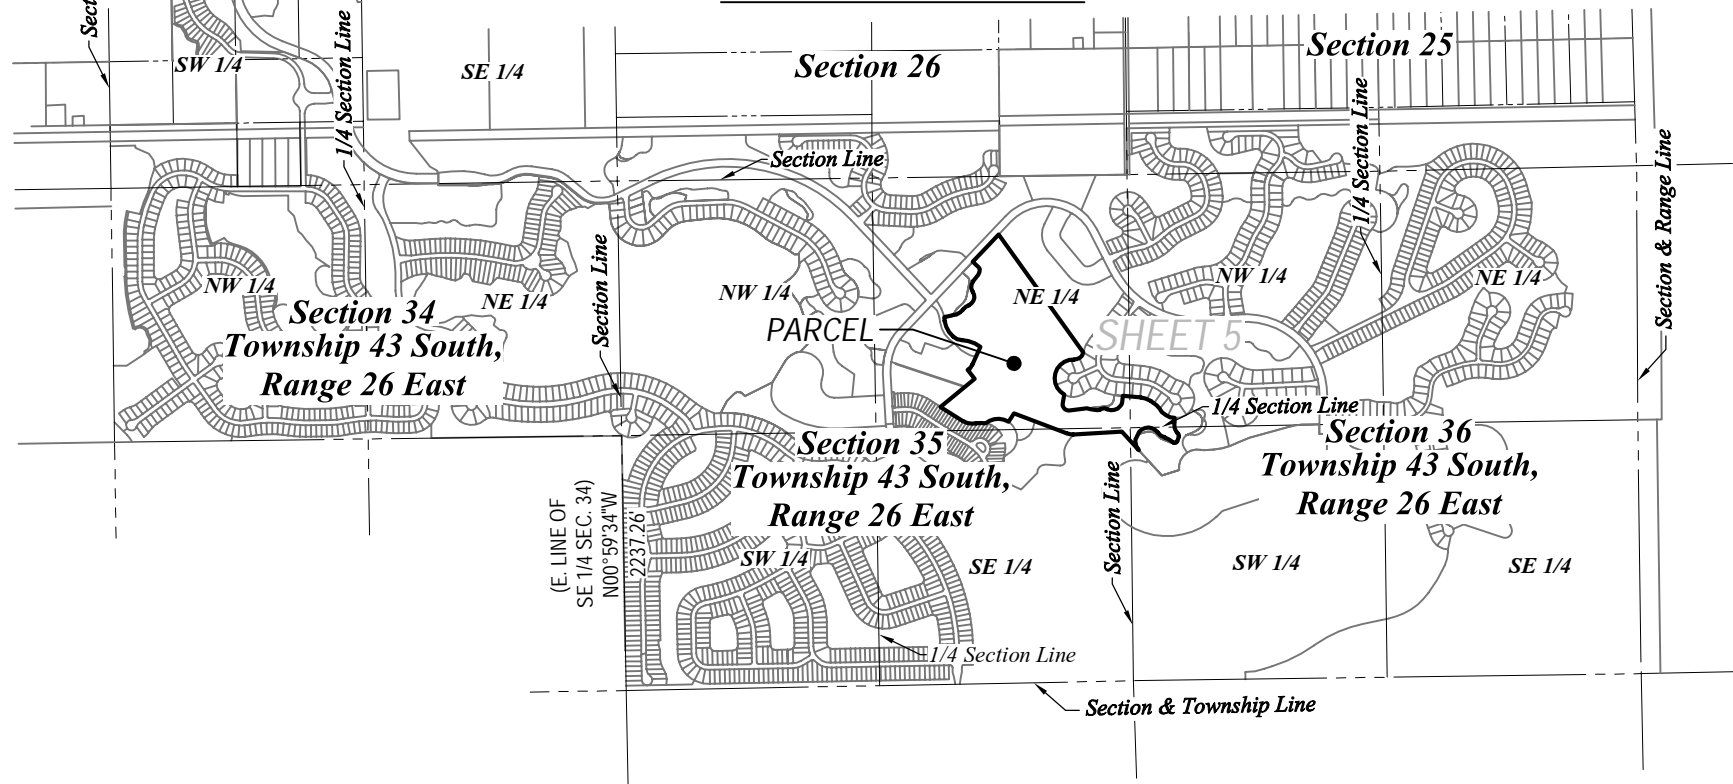 Sect
SW 1/4
1/4 Section Line
SE 1/4
Section 26
Section 25
Section Line
1/4 Section Line
Section & Range Line
NW 1/4
Section 34
Township 43 South,
Range 26 East
NE 1/4
Section Line
NW 1/4
NE 1/4
PARCEL
SHEET 5
NW 1/4
NE 1/4
1/4 Section Line
Section 35
Township 43 South,
Range 26 East
Section 36
Township 43 South,
Range 26 East
(E. LINE OF
SE 1/4 SEC. 34)
N00°59'34"W
2237.26'
SW 1/4
SE 1/4
Section Line
SW 1/4
SE 1/4
1/4 Section Line
Section & Township Line